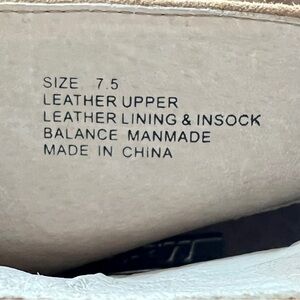 SIZE 7.5
LEATHER UPPER
LEATHER LINING & INSOCK
BALANCE MANMADE
MADE IN CHINA